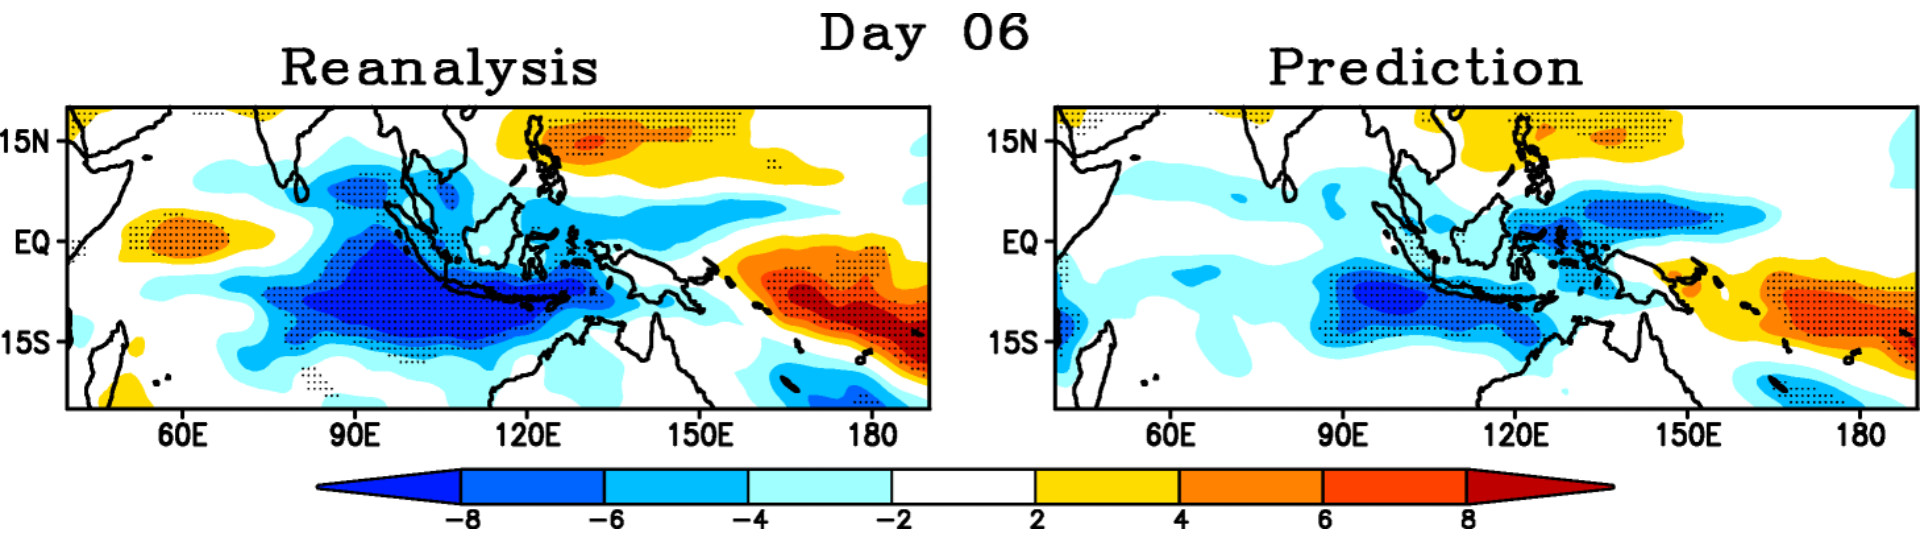 Day 06
Reanalysis Prediction
15N 15N
EQ EQ
15S 15S
60E 90E 120E 150E 180 60E 90E 120E 150E 180
−8 −6 −4 −2 2 4 6 8